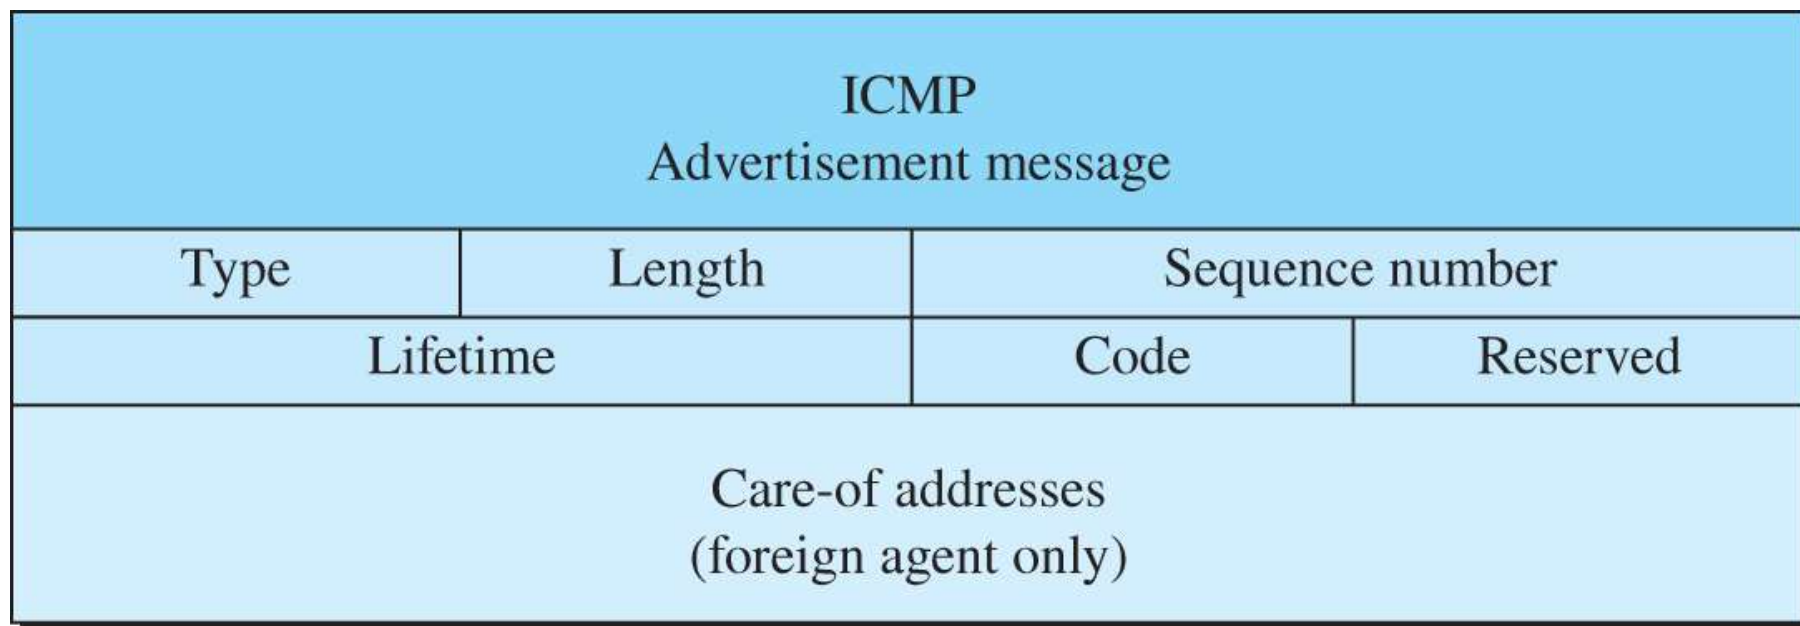 ICMP
Advertisement message
Type Length Sequence number
Lifetime Code Reserved
Care-of addresses
(foreign agent only)